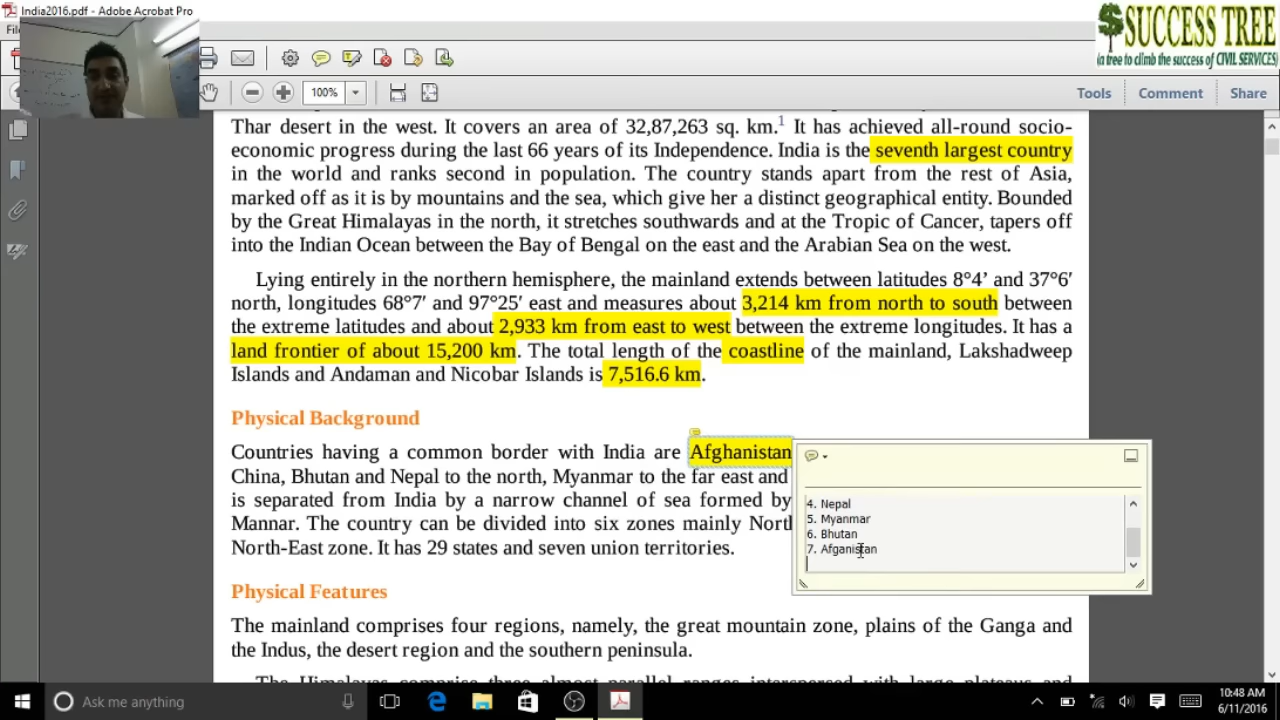 India2016.pdf - Adobe Acrobat Pro
SUCCESS TREE
(a tree to climb the success of CIVIL SERVICES)
100%
Tools
Comment
Share
Thar desert in the west. It covers an area of 32,87,263 sq. km.1 It has achieved all-round socio-
economic progress during the last 66 years of its Independence. India is the seventh largest country
in the world and ranks second in population. The country stands apart from the rest of Asia,
marked off as it is by mountains and the sea, which give her a distinct geographical entity. Bounded
by the Great Himalayas in the north, it stretches southwards and at the Tropic of Cancer, tapers off
into the Indian Ocean between the Bay of Bengal on the east and the Arabian Sea on the west.
Lying entirely in the northern hemisphere, the mainland extends between latitudes 8°4’ and 37°6′
north, longitudes 68°7′ and 97°25′ east and measures about 3,214 km from north to south between
the extreme latitudes and about 2,933 km from east to west between the extreme longitudes. It has a
land frontier of about 15,200 km. The total length of the coastline of the mainland, Lakshadweep
Islands and Andaman and Nicobar Islands is 7,516.6 km.
Physical Background
Countries having a common border with India are Afghanistan
China, Bhutan and Nepal to the north, Myanmar to the far east and
is separated from India by a narrow channel of sea formed by
Mannar. The country can be divided into six zones mainly Nort
North-East zone. It has 29 states and seven union territories.
4. Nepal
5. Myanmar
6. Bhutan
7. Afganistan
Physical Features
The mainland comprises four regions, namely, the great mountain zone, plains of the Ganga and
the Indus, the desert region and the southern peninsula.
Ask me anything
10:48 AM
6/11/2016